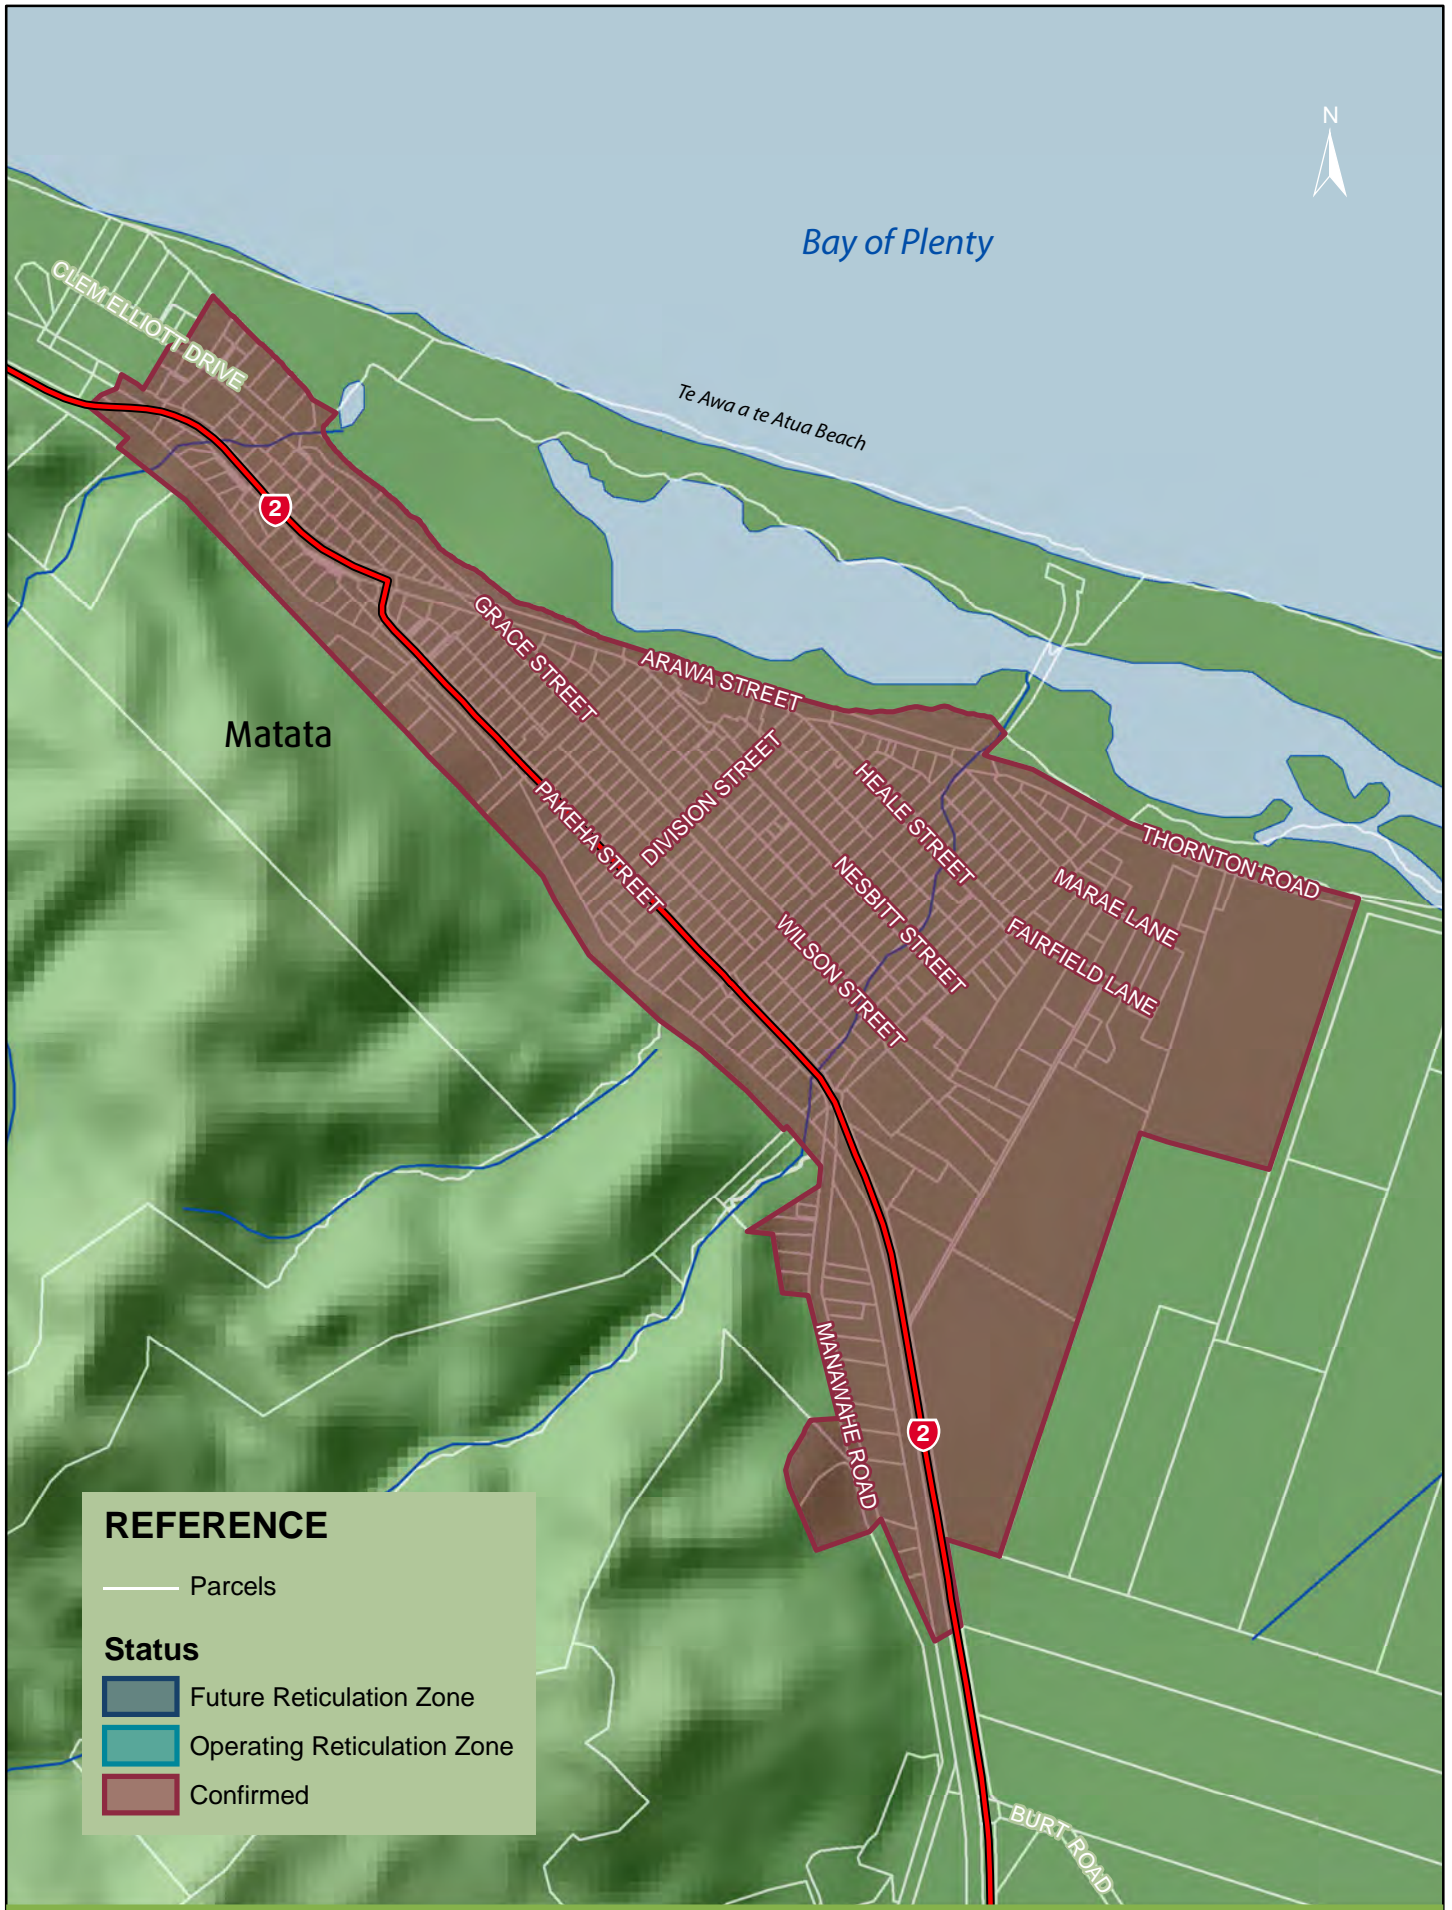 N
Bay of Plenty
CLEM ELLIOTT DRIVE
Te Awa a te Atua Beach
2
GRACE STREET
ARAWA STREET
Matata
DIVISION STREET
HEALE STREET
PAKEHA STREET
THORNTON ROAD
NESBITT STREET
MARAE LANE
WILSON STREET
FAIRFIELD LANE
MANAWAHE ROAD
2
REFERENCE
Parcels
Status
Future Reticulation Zone
Operating Reticulation Zone
Confirmed
BURT ROAD